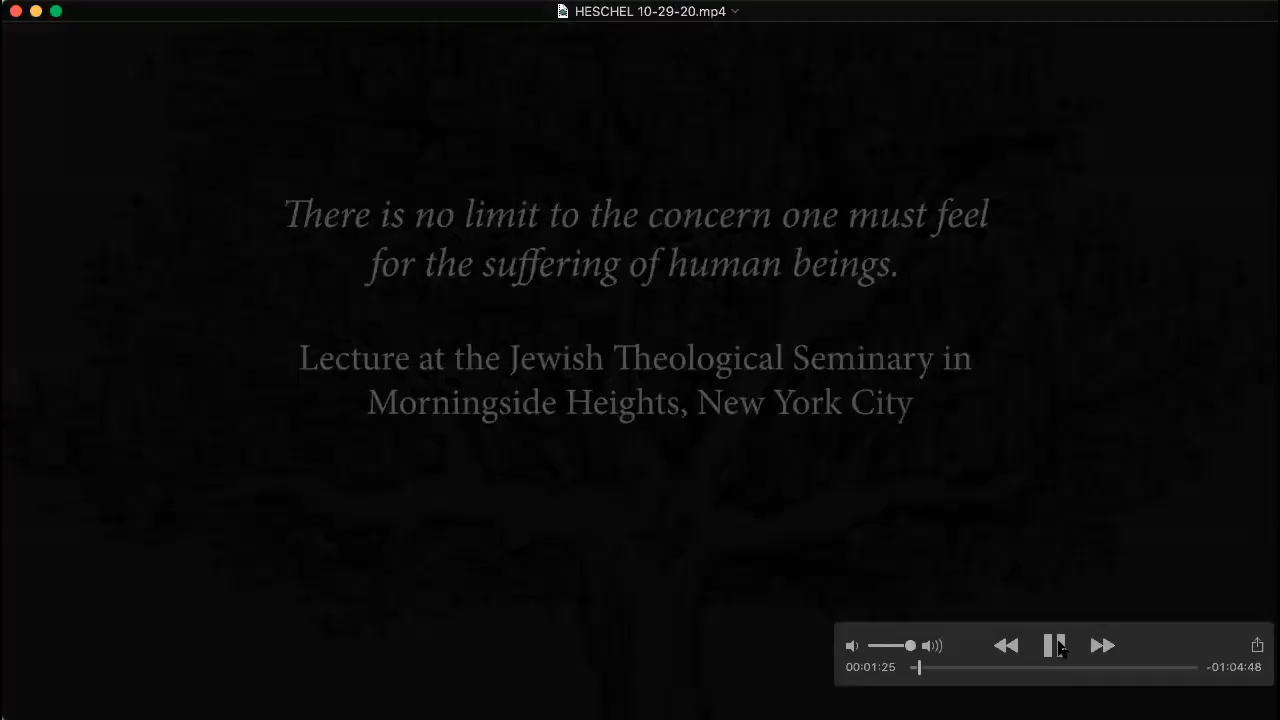 HESCHEL 10-29-20.mp4
There is no limit to the concern one must feel
for the suffering of human beings.
Lecture at the Jewish Theological Seminary in
Morningside Heights, New York City
00:01:25
-01:04:48